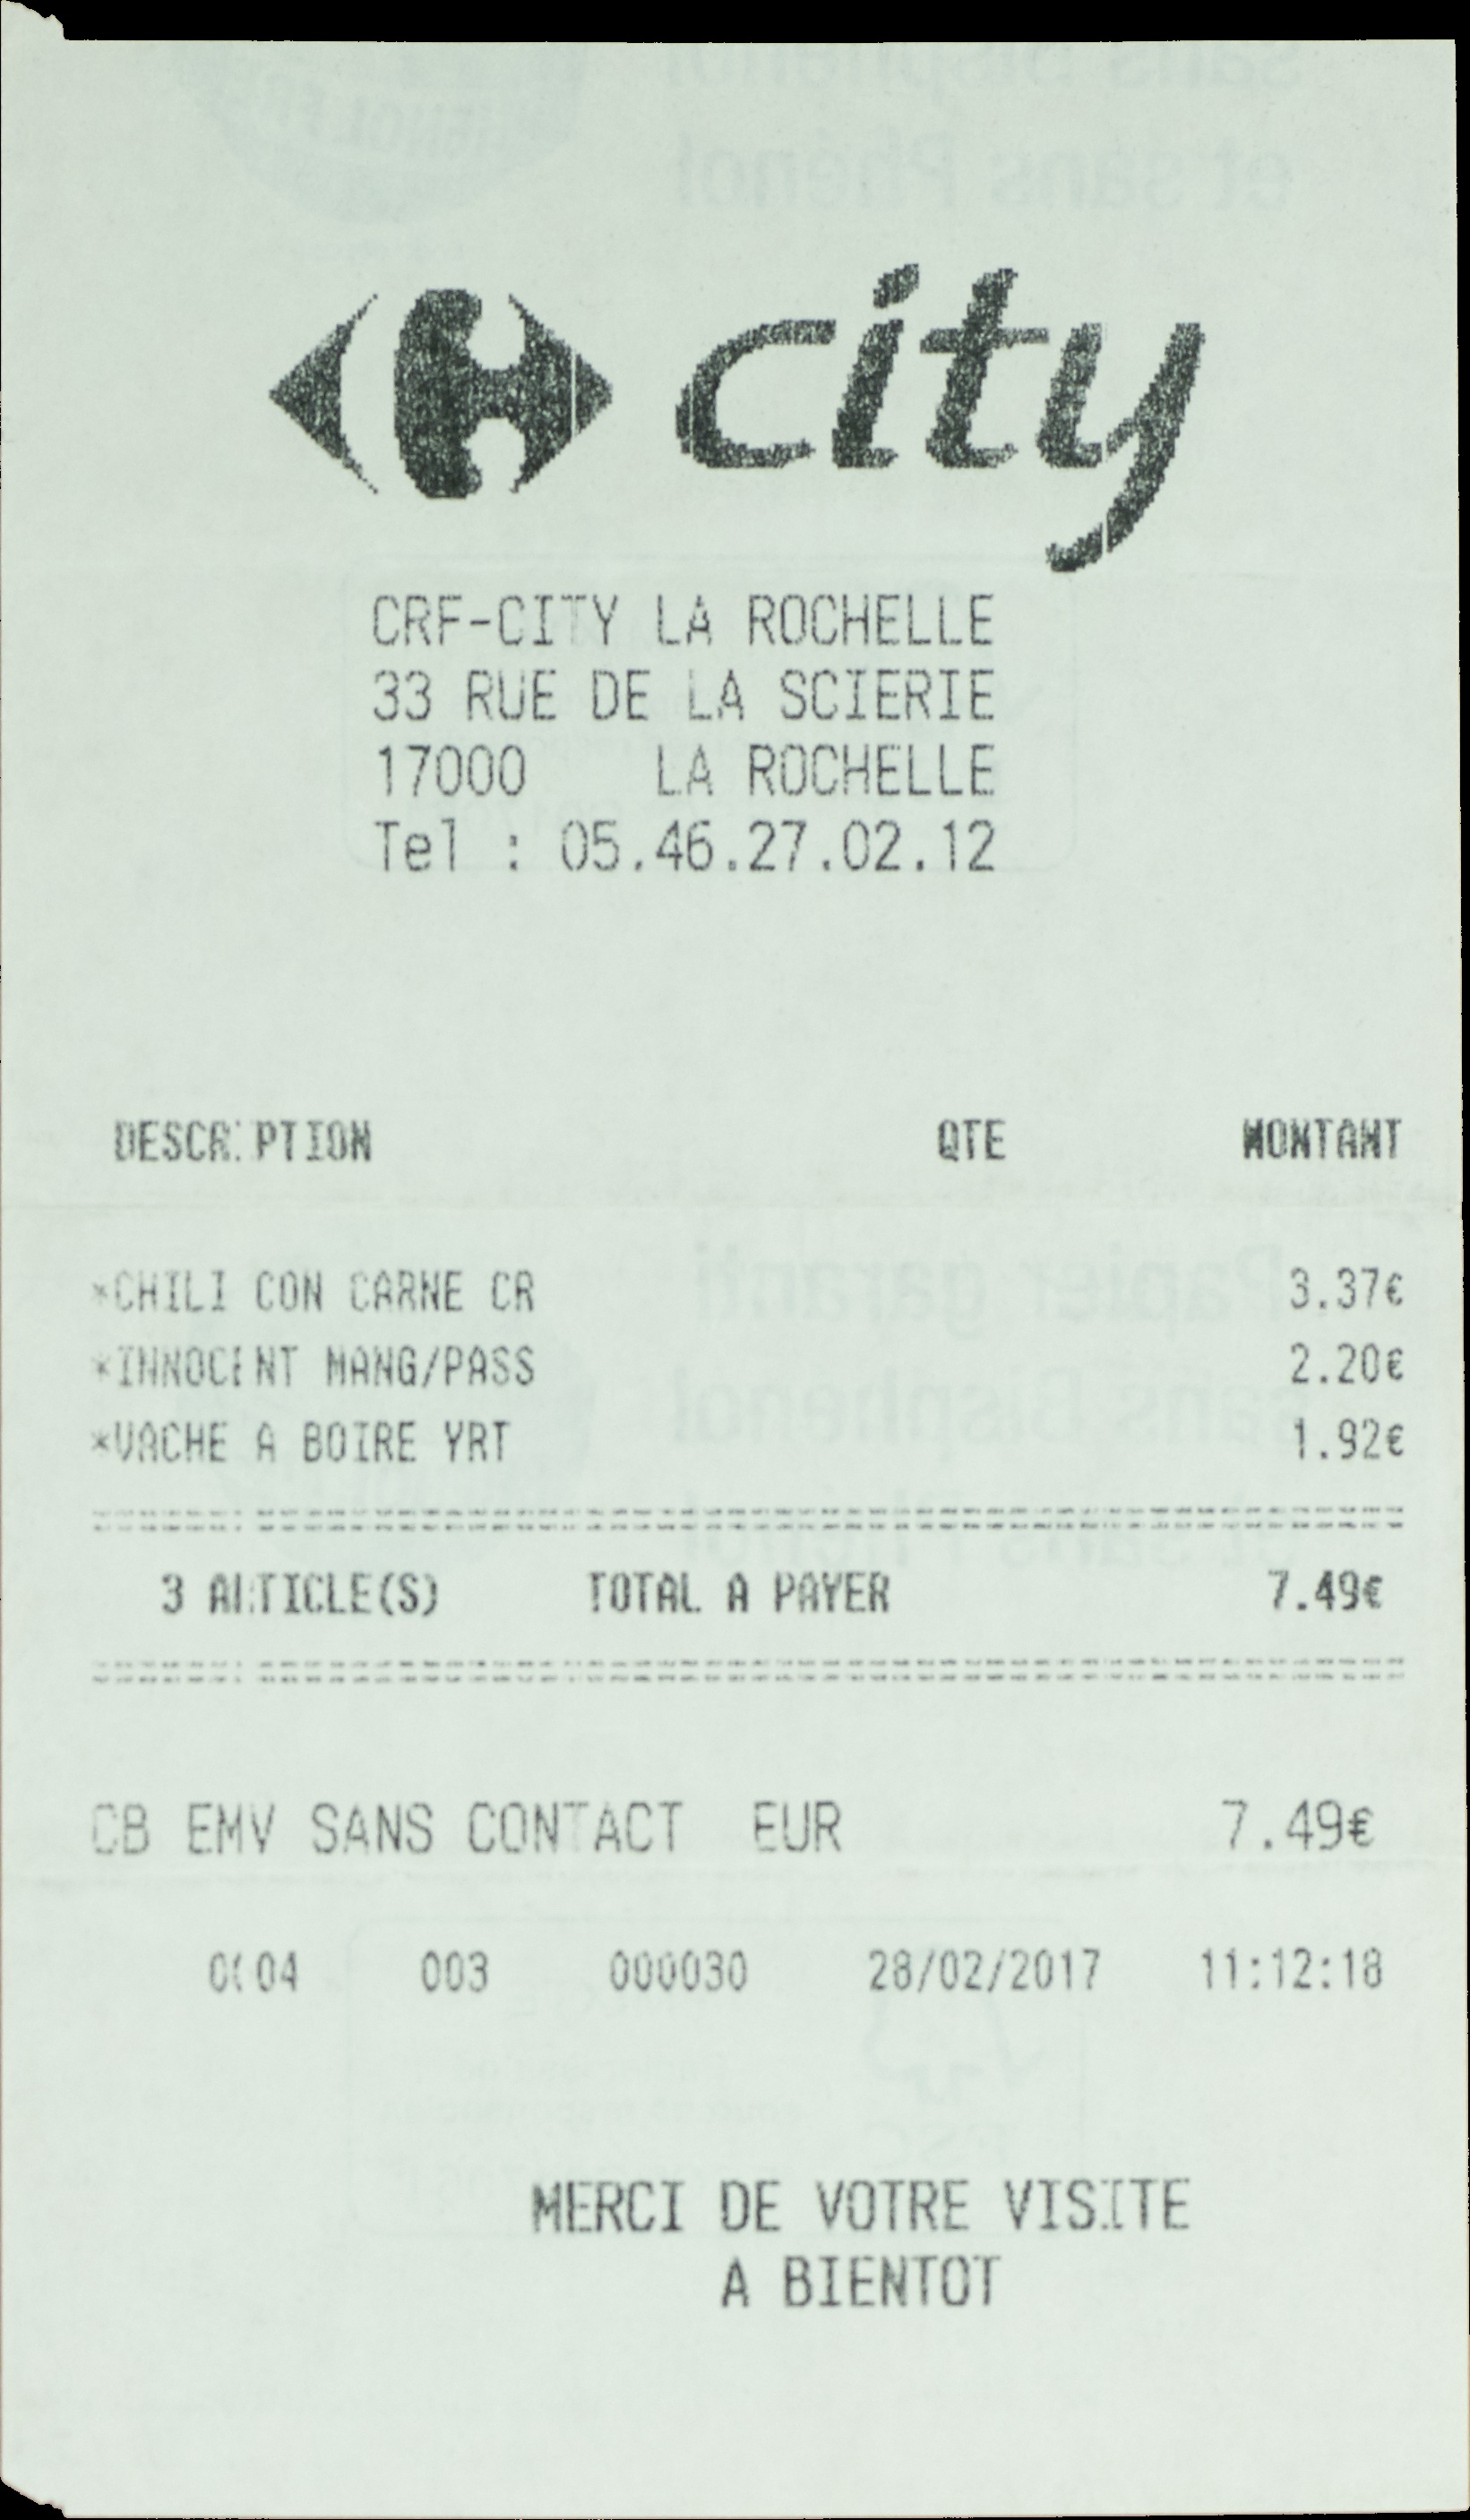 city
CRF-CITY LA ROCHELLE
33 RUE DE LA SCIERIE
17000 LA ROCHELLE
Tel : 05.46.27.02.12
DESCRIPTION QTE MONTANT
*CHILI CON CARNE CR 3.37€
*INNOCENT MANG/PASS 2.20€
*VACHE A BOIRE YRT 1.92€
3 ARTICLE(S) TOTAL A PAYER 7.49€
CB EMV SANS CONTACT EUR 7.49€
0004 003 000030 28/02/2017 11:12:18
MERCI DE VOTRE VISITE
A BIENTOT